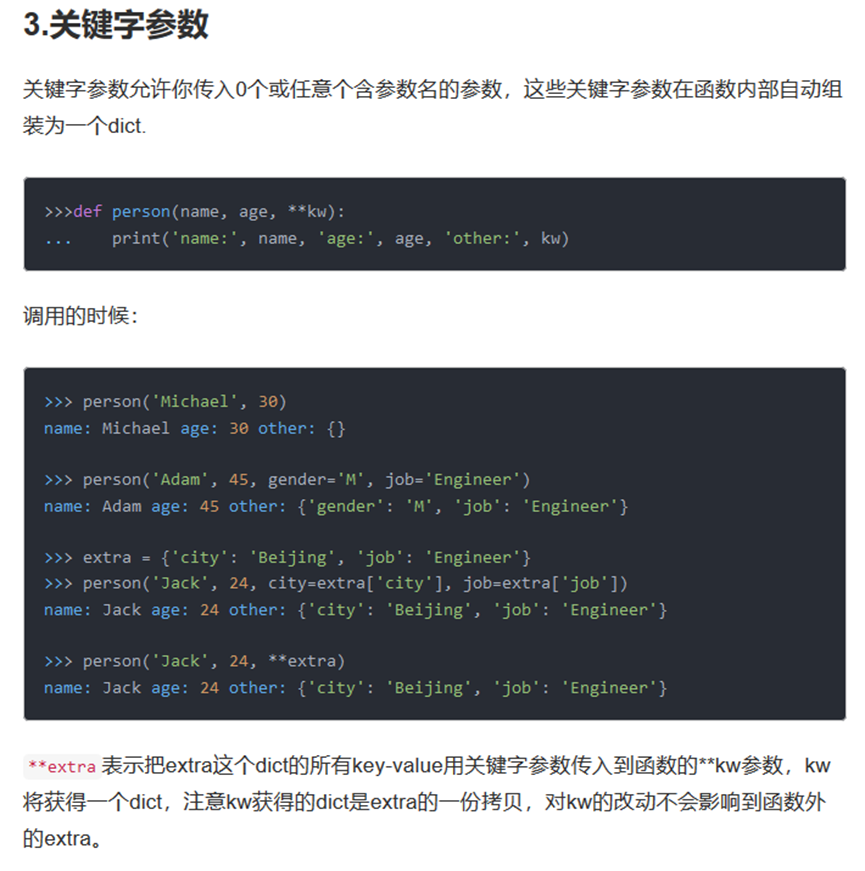 3.关键字参数
关键字参数允许你传入0个或任意个含参数名的参数，这些关键字参数在函数内部自动组
装为一个dict.
>>>def person(name, age, **kw):
...    print('name:', name, 'age:', age, 'other:', kw)
调用的时候：
>>> person('Michael', 30)
name: Michael age: 30 other: {}
>>> person('Adam', 45, gender='M', job='Engineer')
name: Adam age: 45 other: {'gender': 'M', 'job': 'Engineer'}
>>> extra = {'city': 'Beijing', 'job': 'Engineer'}
>>> person('Jack', 24, city=extra['city'], job=extra['job'])
name: Jack age: 24 other: {'city': 'Beijing', 'job': 'Engineer'}
>>> person('Jack', 24, **extra)
name: Jack age: 24 other: {'city': 'Beijing', 'job': 'Engineer'}
**extra 表示把extra这个dict的所有key-value用关键字参数传入到函数的**kw参数，kw
将获得一个dict，注意kw获得的dict是extra的一份拷贝，对kw的改动不会影响到函数外
的extra。